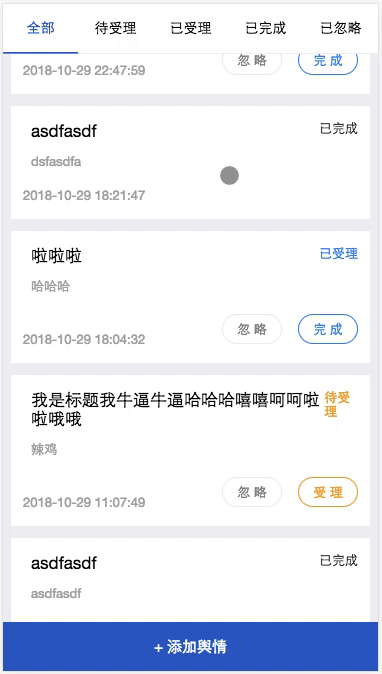 全部 待受理 已受理 已完成 已忽略
2018-10-29 22:47:59 忽 略 完 成
asdfasdf 已完成
dsfasdfa
2018-10-29 18:21:47
啦啦啦 已受理
哈哈哈
2018-10-29 18:04:32 忽 略 完 成
我是标题我牛逼牛逼哈哈哈嘻嘻呵呵啦 待受
啦哦哦 理
辣鸡
2018-10-29 11:07:49 忽 略 受 理
asdfasdf 已完成
asdfasdf
+ 添加舆情